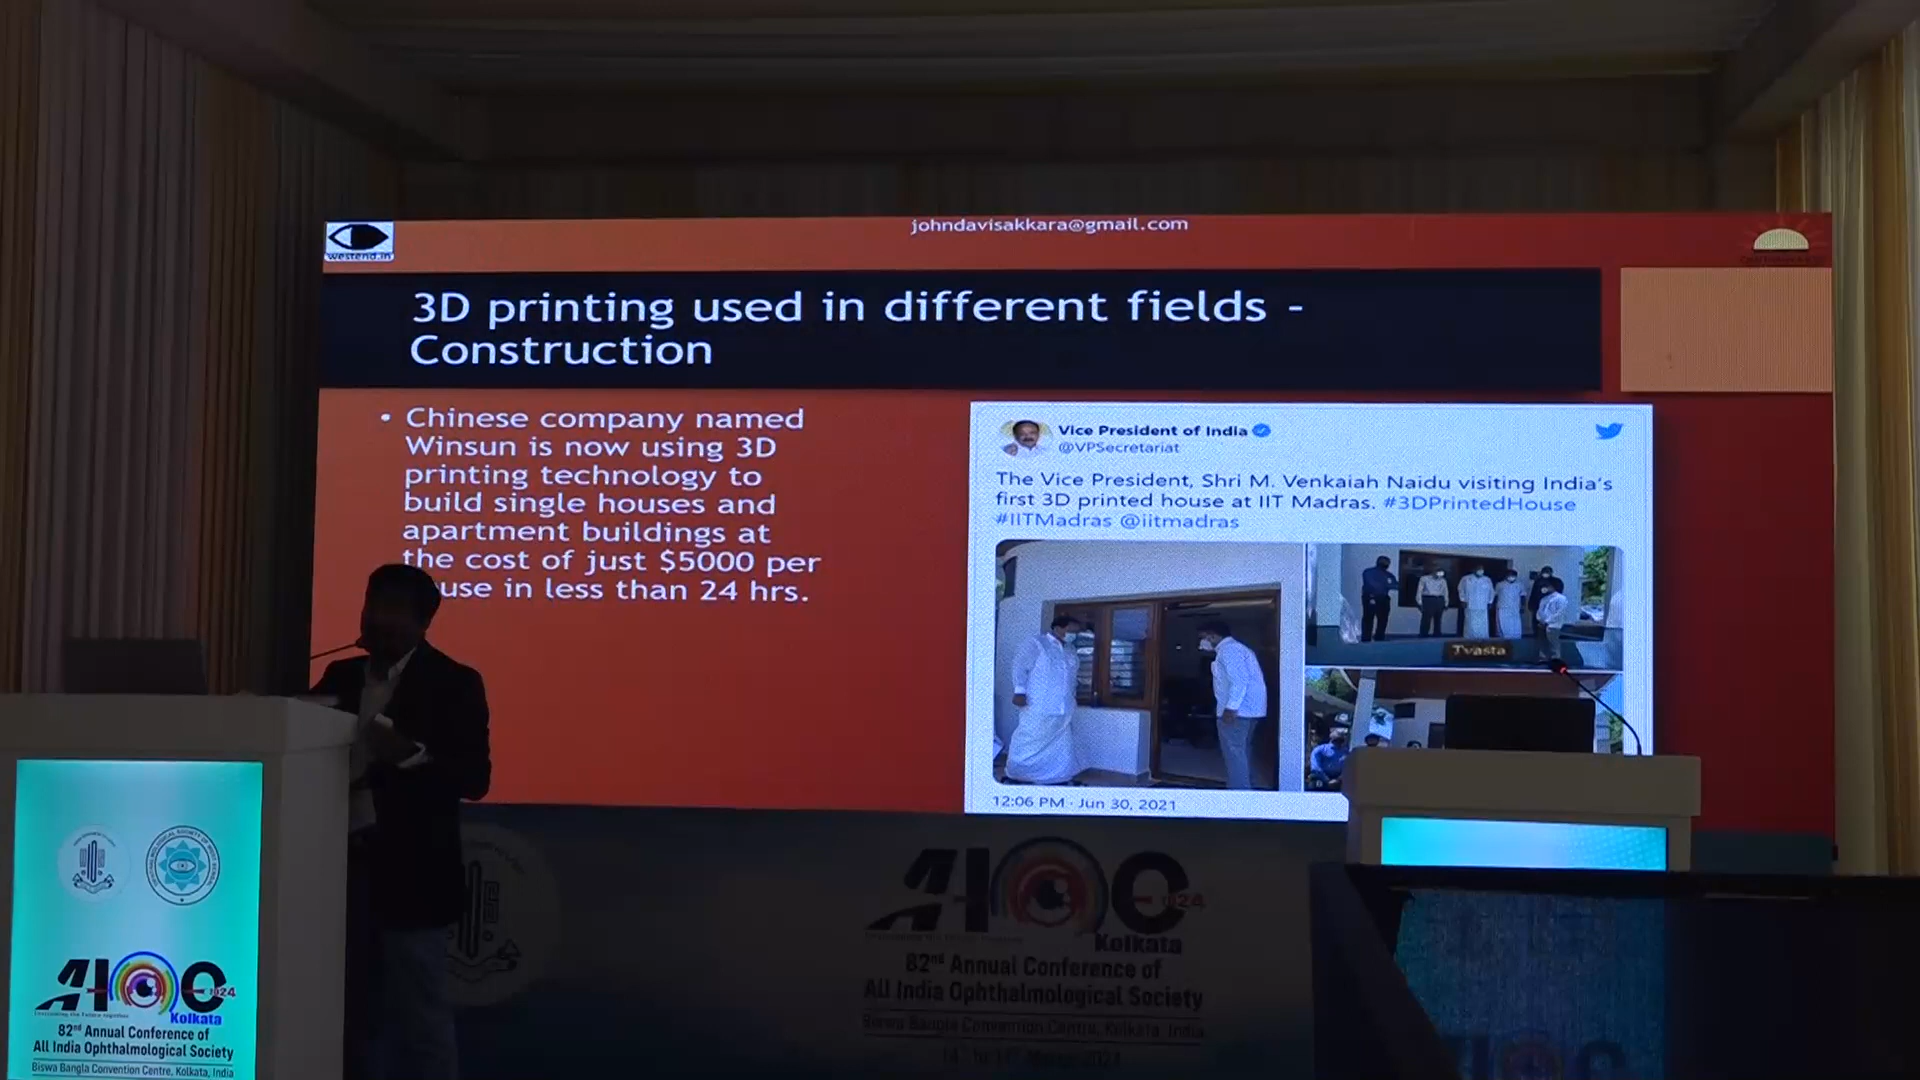 johndavisakkara@gmail.com
westend.in
3D printing used in different fields -
Construction
• Chinese company named
Winsun is now using 3D
printing technology to
build single houses and
apartment buildings at
the cost of just $5000 per
use in less than 24 hrs.
Vice President of India
@VPSecretariat
The Vice President, Shri M. Venkaiah Naidu visiting India's
first 3D printed house at IIT Madras. #3DPrintedHouse
#IITMadras @iitmadras
Tvasta
12:06 PM · Jun 30, 2021
AIOC
2024
Kolkata
82nd Annual Conference of
All India Ophthalmological Society
Biswa Bangla Convention Centre, Kolkata, India
AIOC
2024
Kolkata
82nd Annual Conference of
All India Ophthalmological Society
Biswa Bangla Convention Centre, Kolkata, India